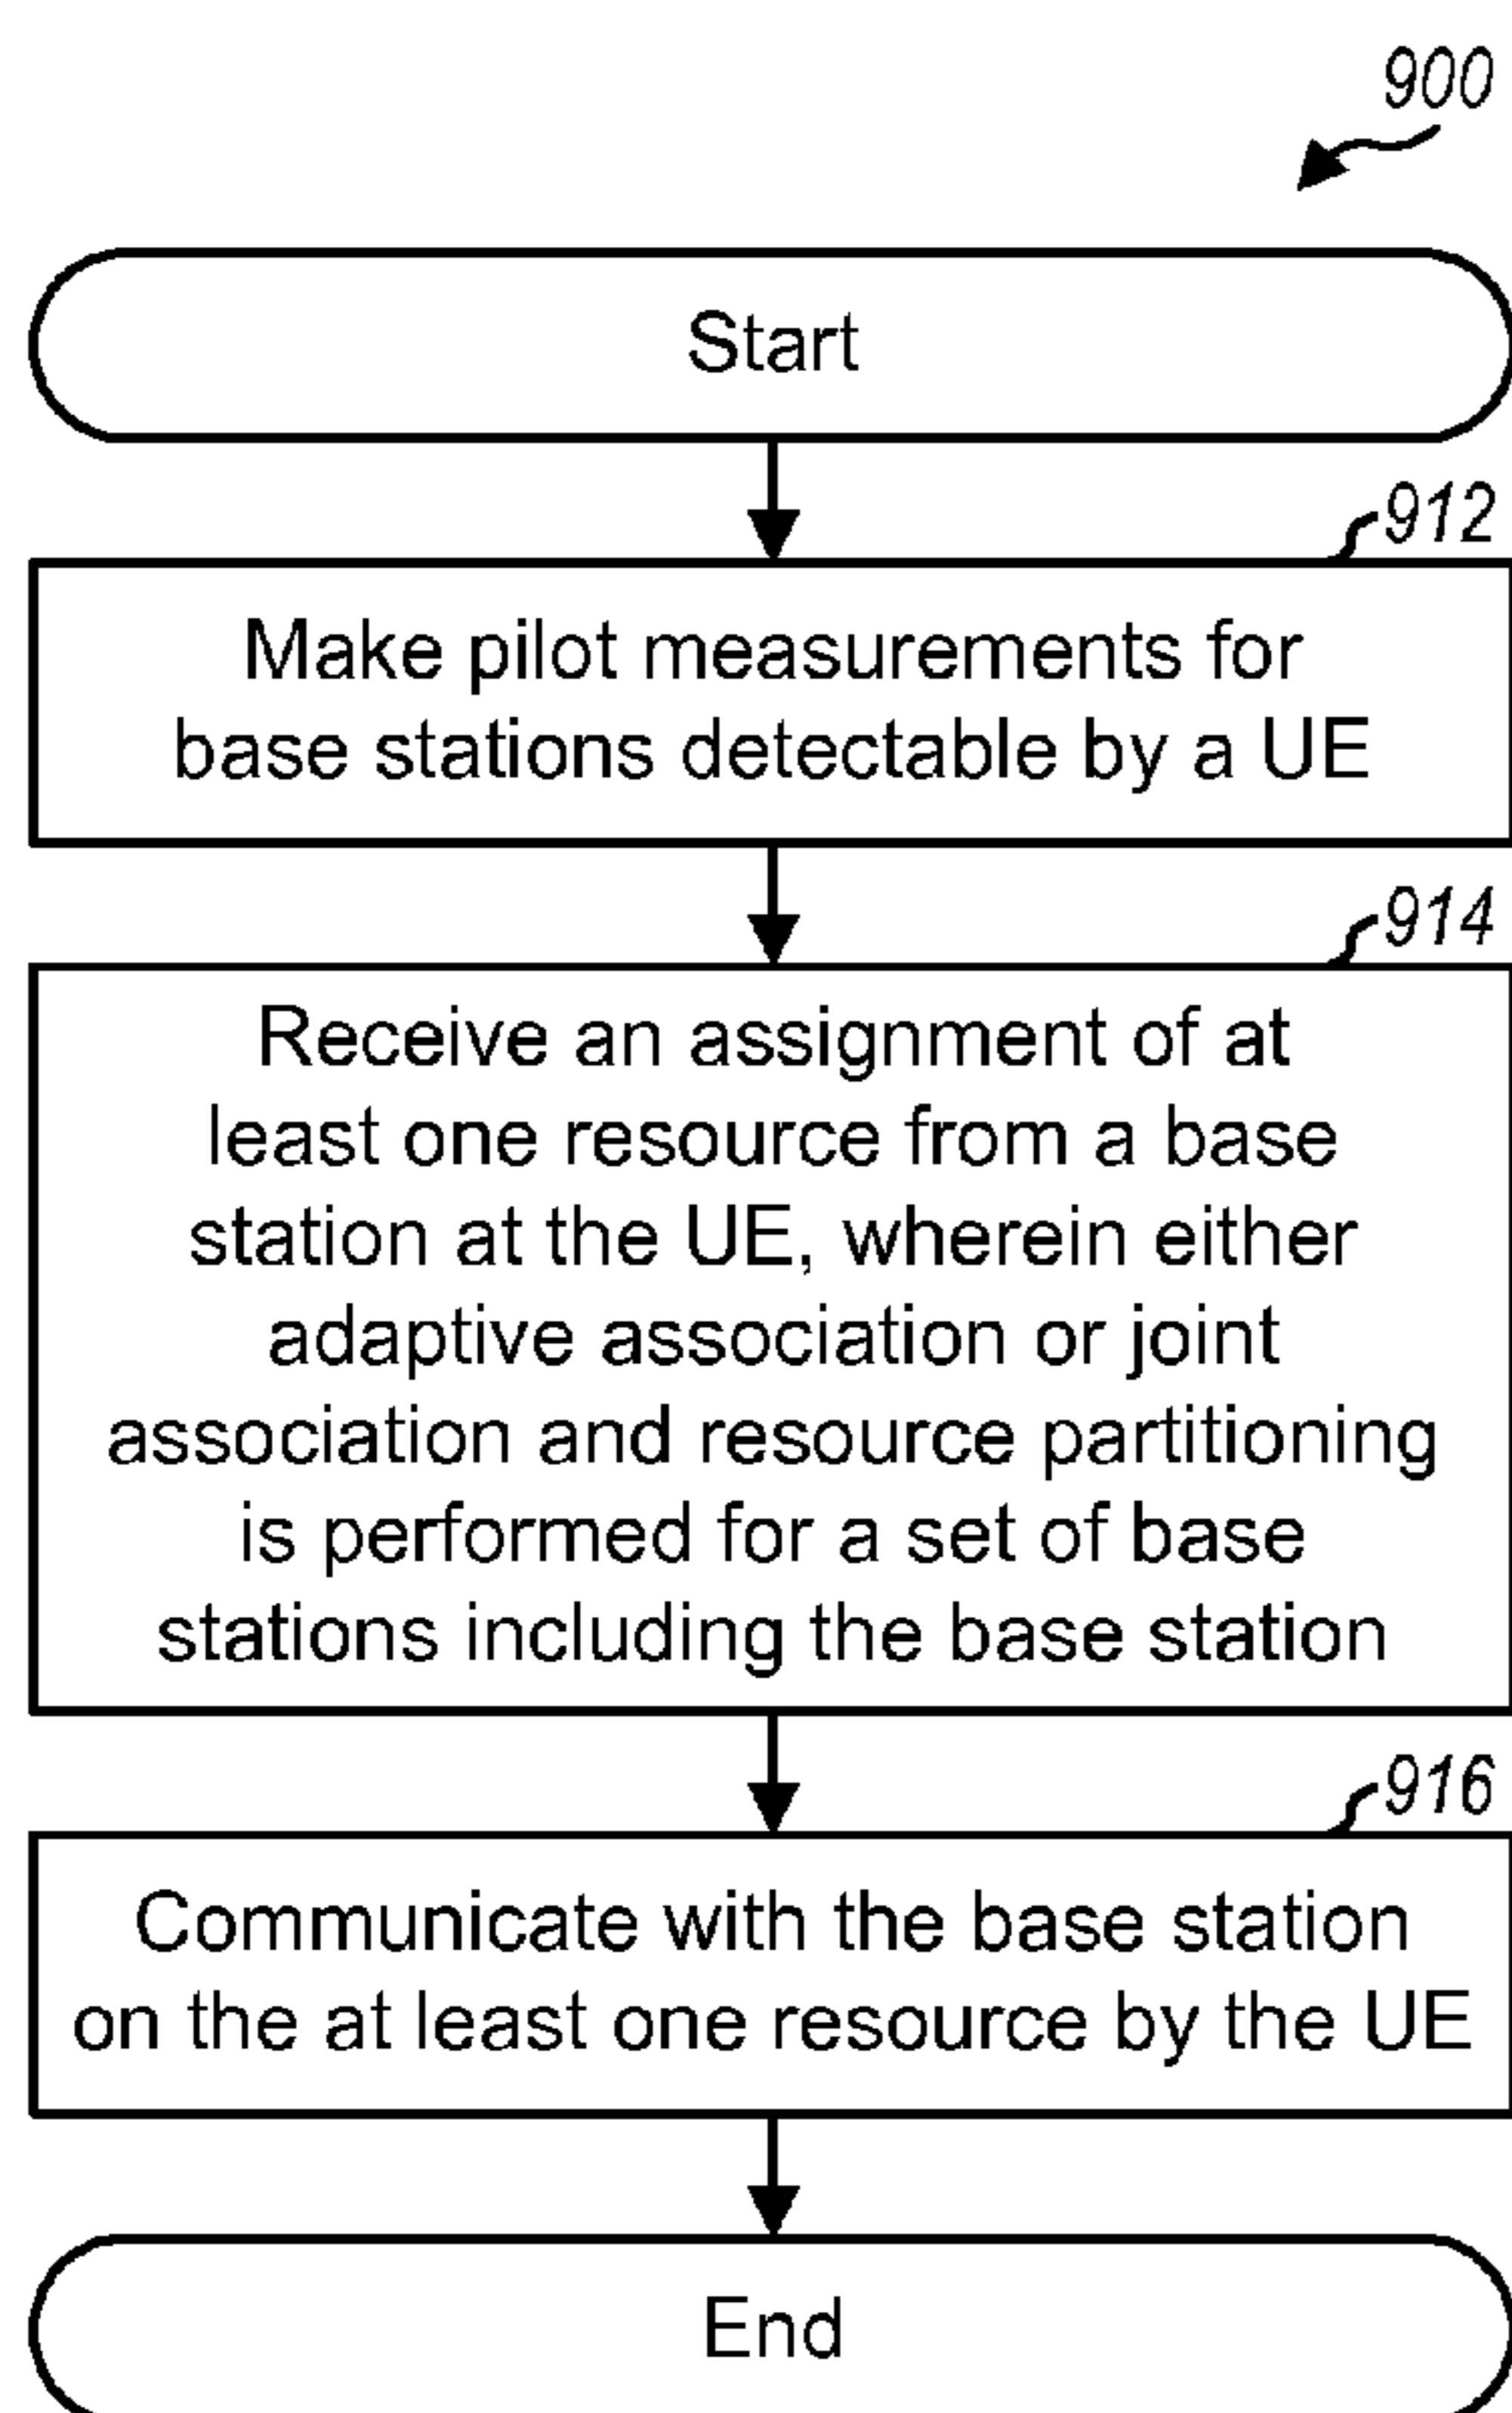 900
Start
912
Make pilot measurements for
base stations detectable by a UE
914
Receive an assignment of at
least one resource from a base
station at the UE, wherein either
adaptive association or joint
association and resource partitioning
is performed for a set of base
stations including the base station
916
Communicate with the base station
on the at least one resource by the UE
End